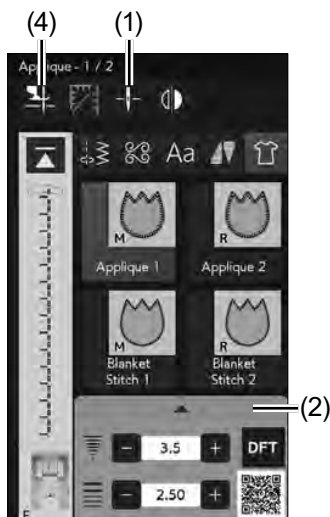 (4)
(1)
Applique - 1 / 2
Aa
M
R
Applique 1
Applique 2
M
R
Blanket
Stitch 1
Blanket
Stitch 2
(2)
3.5
DFT
2.50
F